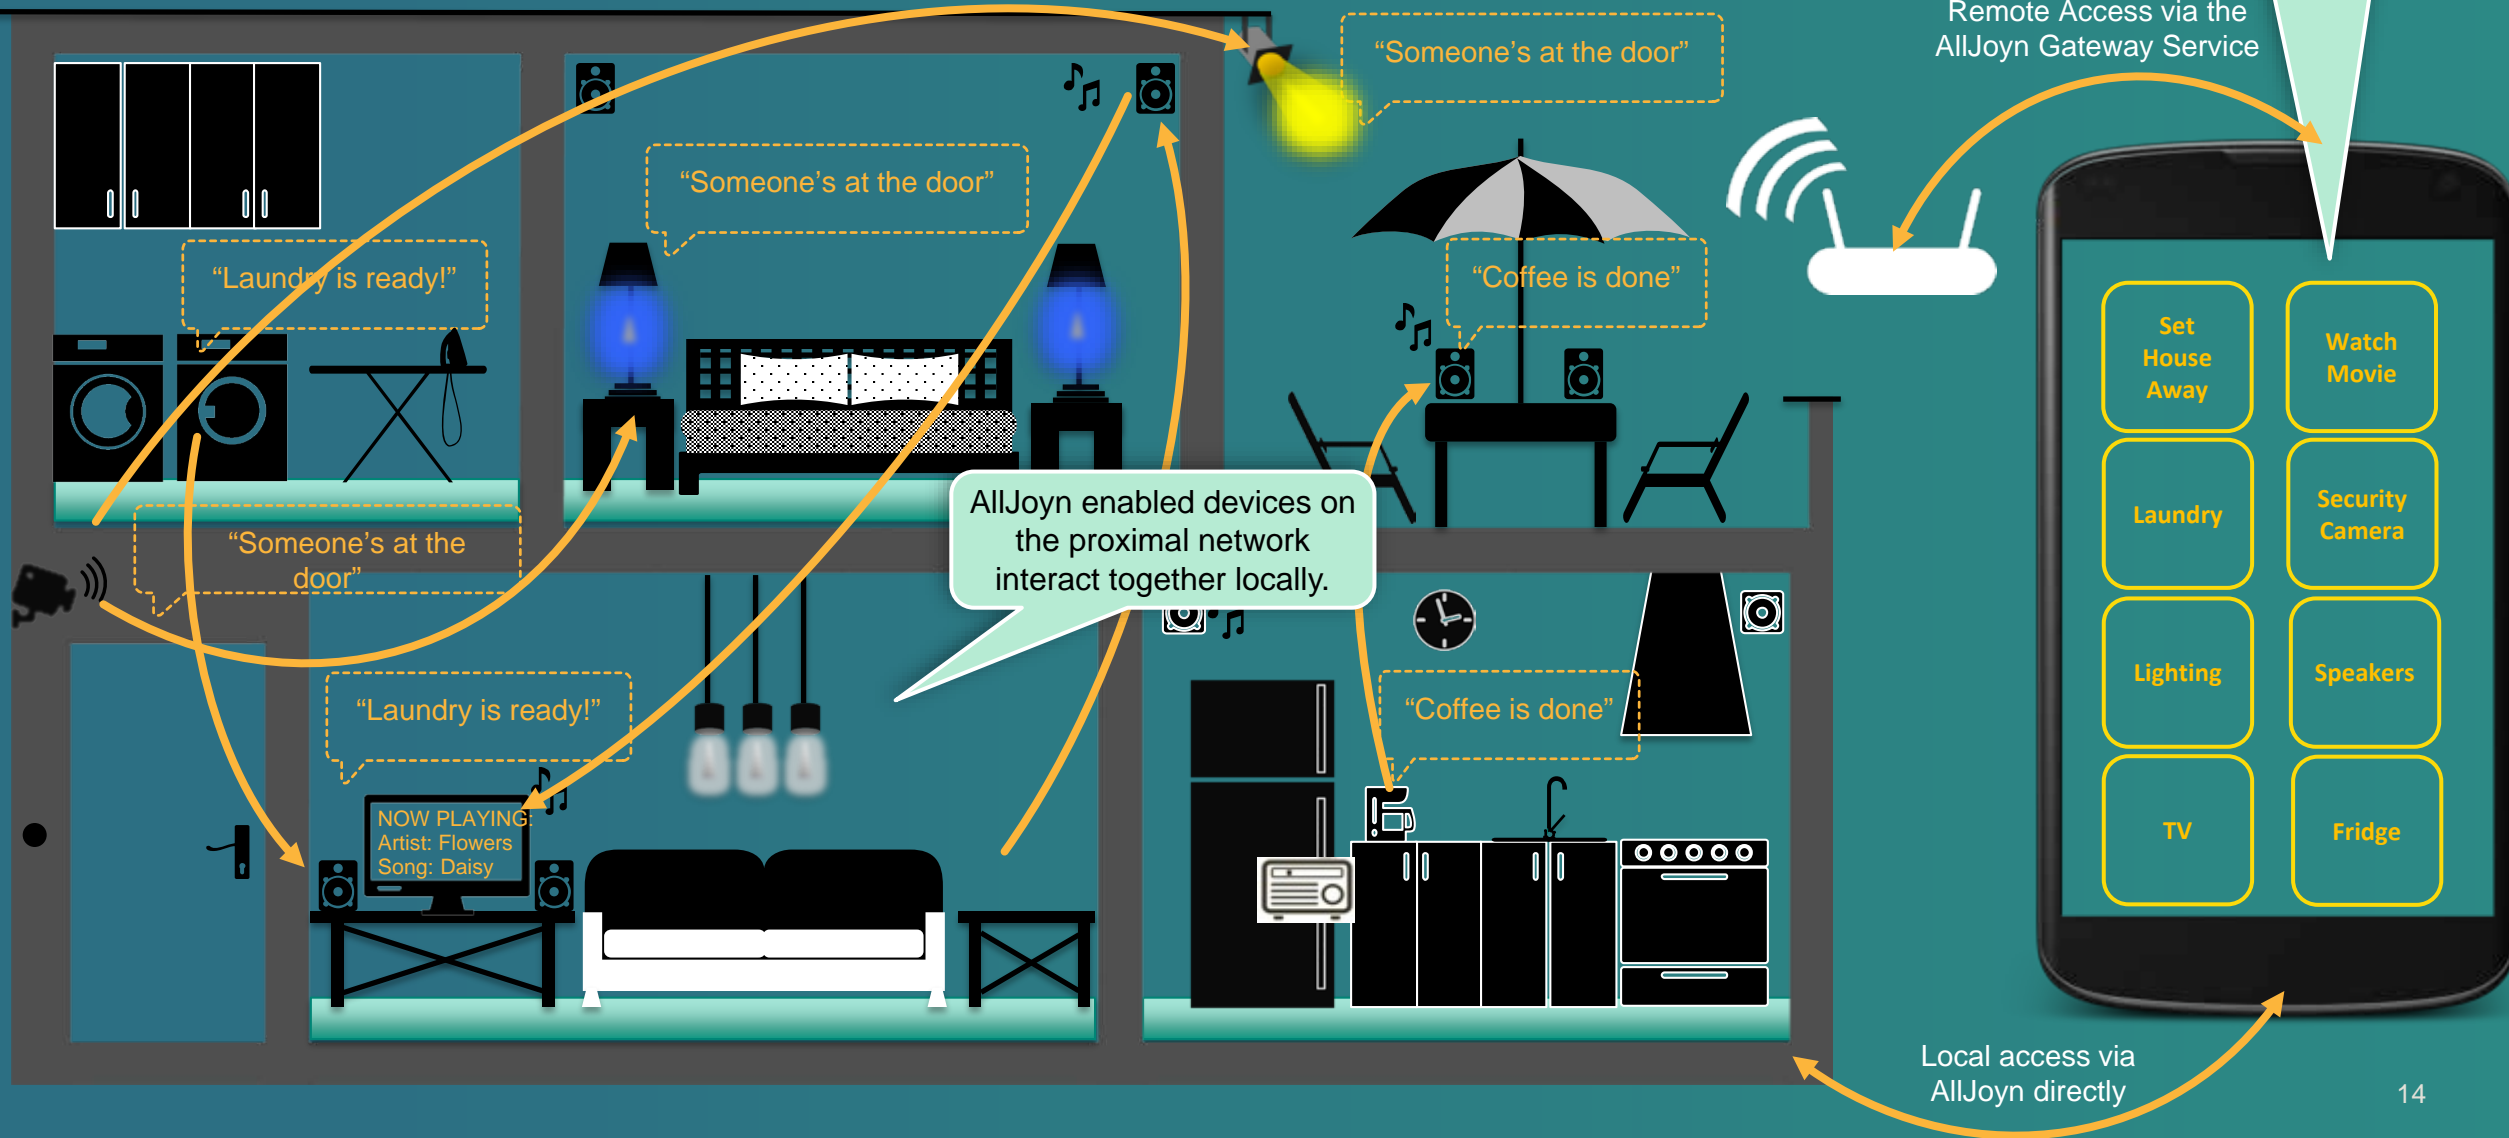 Remote Access via the
AllJoyn Gateway Service
“Someone’s at the door”
“Someone’s at the door”
“Laundry is ready!”
“Coffee is done”
AllJoyn enabled devices on
the proximal network
interact together locally.
“Someone’s at the
door”
“Laundry is ready!”
“Coffee is done”
NOW PLAYING:
Artist: Flowers
Song: Daisy
Set
House
Away
Watch
Movie
Laundry
Security
Camera
Lighting
Speakers
TV
Fridge
Local access via
AllJoyn directly
14